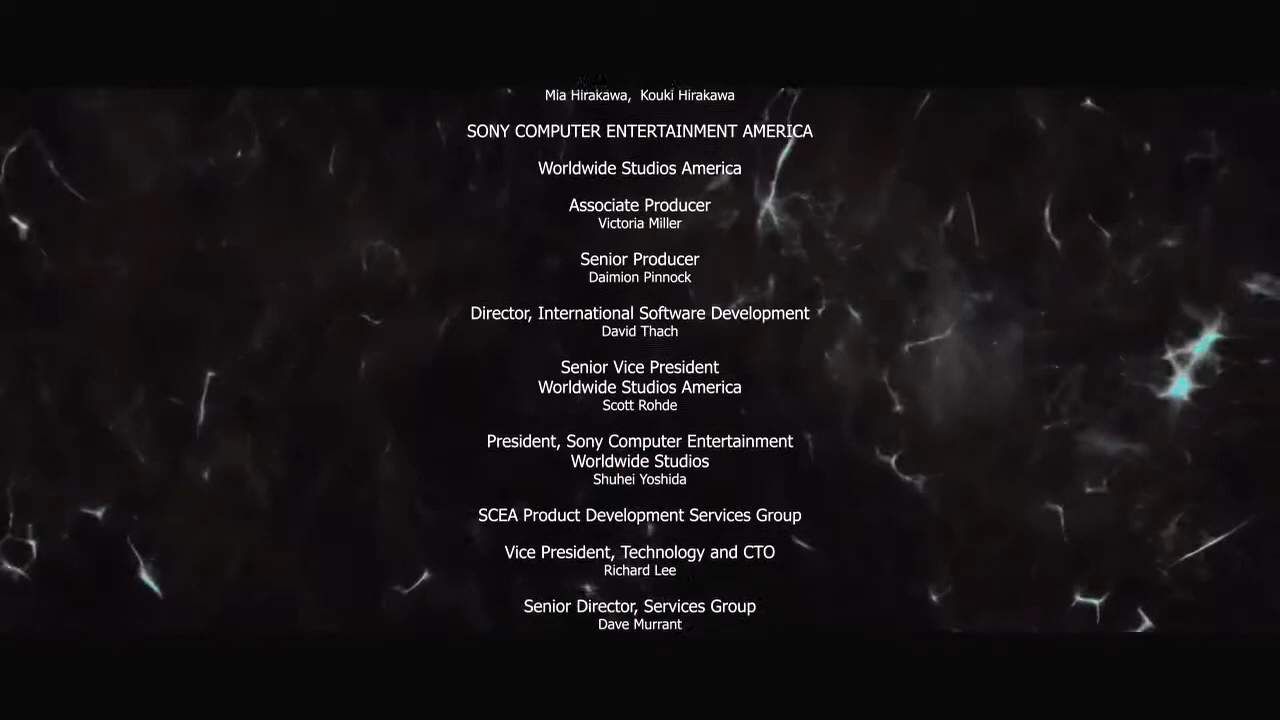 Mia Hirakawa, Kouki Hirakawa
SONY COMPUTER ENTERTAINMENT AMERICA
Worldwide Studios America
Associate Producer
Victoria Miller
Senior Producer
Daimion Pinnock
Director, International Software Development
David Thach
Senior Vice President
Worldwide Studios America
Scott Rohde
President, Sony Computer Entertainment
Worldwide Studios
Shuhei Yoshida
SCEA Product Development Services Group
Vice President, Technology and CTO
Richard Lee
Senior Director, Services Group
Dave Murrant